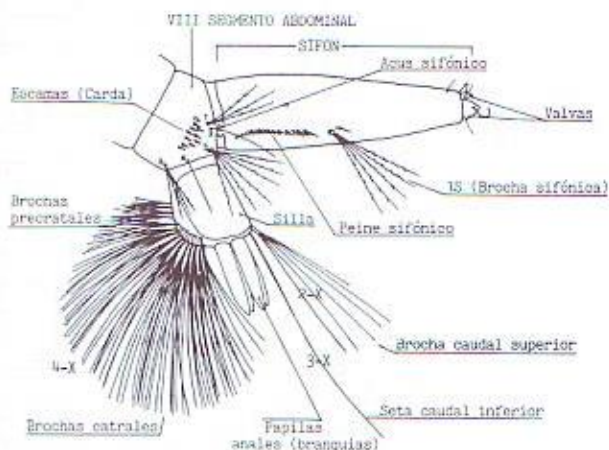 VIII SEGMENTO ABDOMINAL
SIFON
Acus sifónico
Escamas (Carda)
Valvas
1S (Brocha sifónica)
Brochas
precratales
Silla
Peine sifónico
2-X
Brocha caudal superior
3-X
4-X
Seta caudal inferior
Brochas catrales
Papilas
anales (branquias)